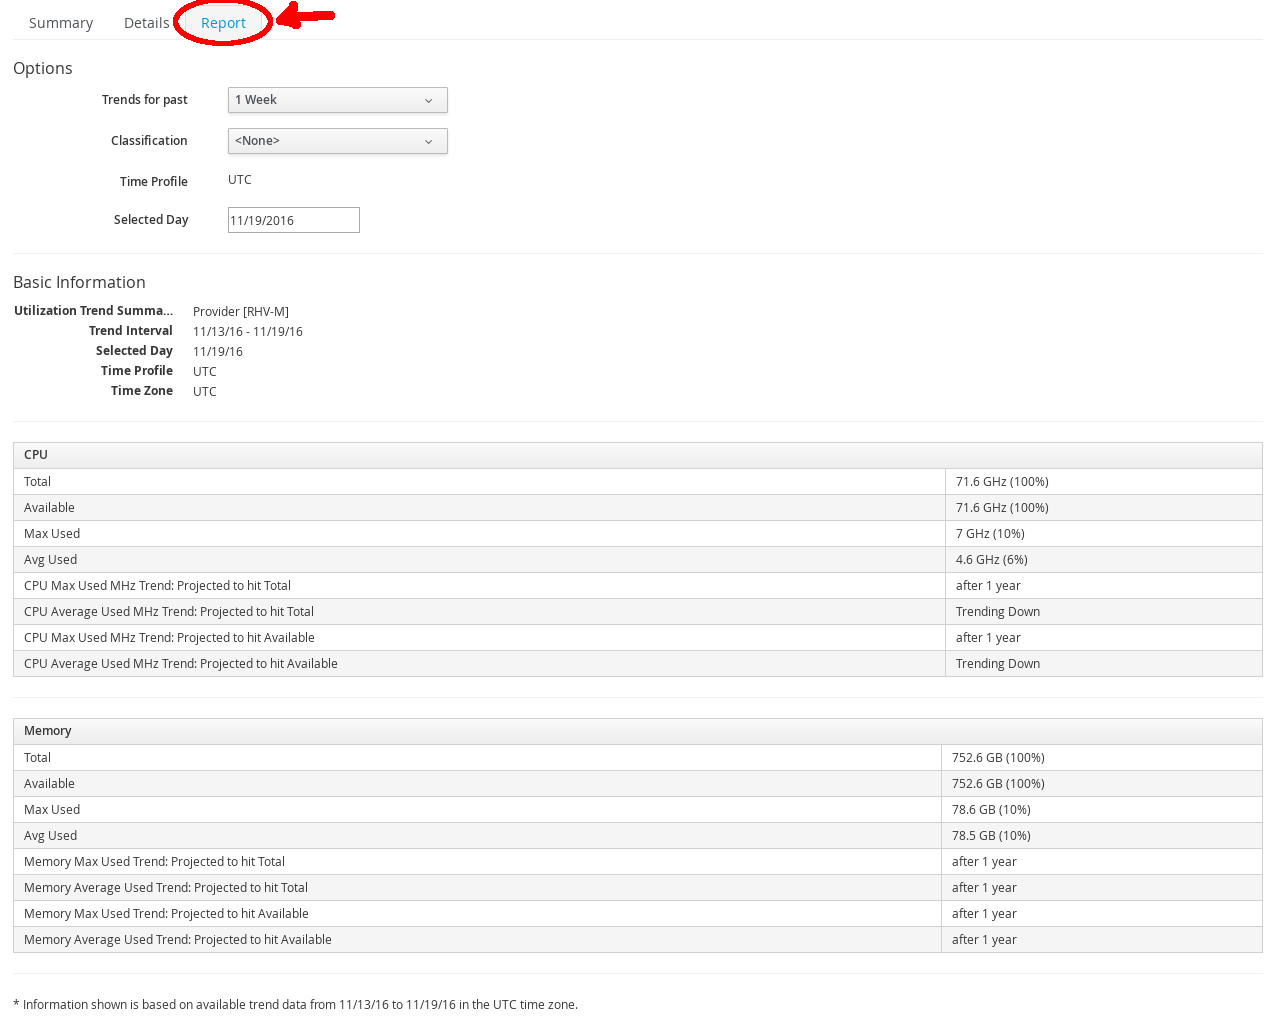 Summary Details Report
Options
Trends for past 1 Week
Classification <None>
Time Profile UTC
Selected Day 11/19/2016
Basic Information
Utilization Trend Summa... Provider [RHV-M]
Trend Interval 11/13/16 - 11/19/16
Selected Day 11/19/16
Time Profile UTC
Time Zone UTC
CPU
Total 71.6 GHz (100%)
Available 71.6 GHz (100%)
Max Used 7 GHz (10%)
Avg Used 4.6 GHz (6%)
CPU Max Used MHz Trend: Projected to hit Total after 1 year
CPU Average Used MHz Trend: Projected to hit Total Trending Down
CPU Max Used MHz Trend: Projected to hit Available after 1 year
CPU Average Used MHz Trend: Projected to hit Available Trending Down
Memory
Total 752.6 GB (100%)
Available 752.6 GB (100%)
Max Used 78.6 GB (10%)
Avg Used 78.5 GB (10%)
Memory Max Used Trend: Projected to hit Total after 1 year
Memory Average Used Trend: Projected to hit Total after 1 year
Memory Max Used Trend: Projected to hit Available after 1 year
Memory Average Used Trend: Projected to hit Available after 1 year
* Information shown is based on available trend data from 11/13/16 to 11/19/16 in the UTC time zone.